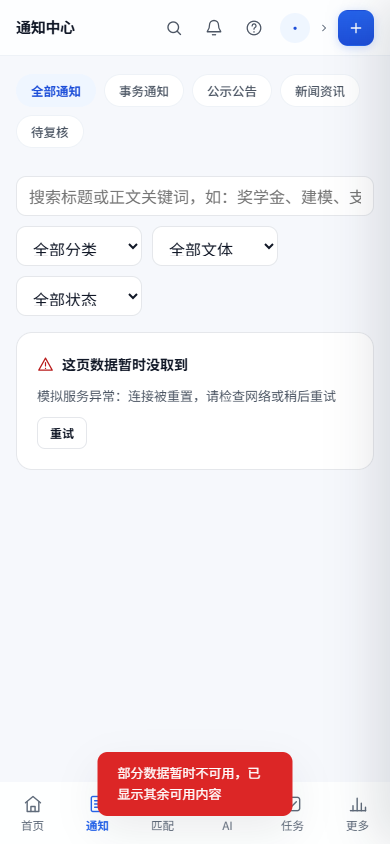 通知中心
全部通知
事务通知
公示公告
新闻资讯
待复核
搜索标题或正文关键词，如：奖学金、建模、支
全部分类
全部文体
全部状态
这页数据暂时没取到
模拟服务异常：连接被重置，请检查网络或稍后重试
重试
部分数据暂时不可用，已
显示其余可用内容
首页
通知
匹配
AI
任务
更多